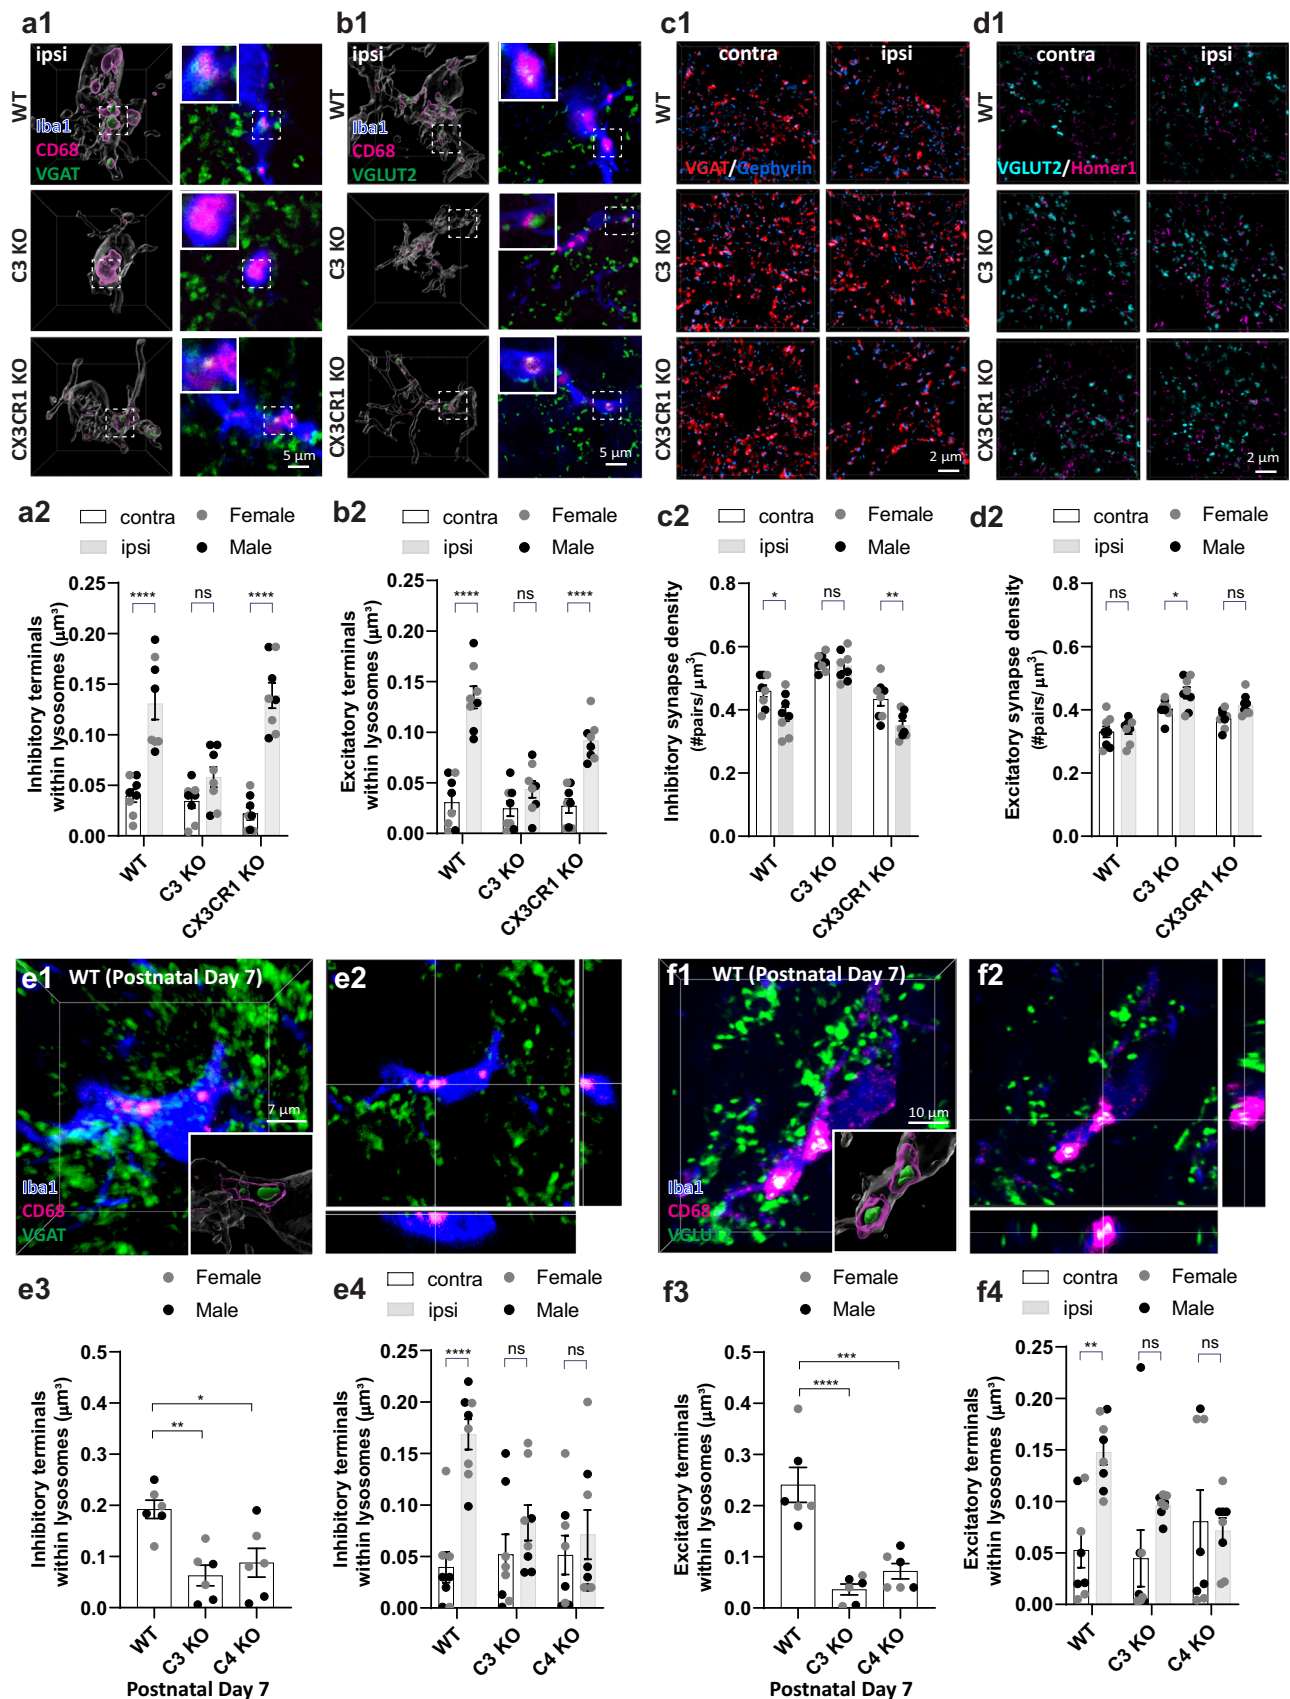 a1
b1
c1
d1
ipsi
contra
ipsi
contra
ipsi
WT
Iba1
CD68
VGAT
WT
Iba1
CD68
VGLUT2
WT
VGAT/Gephyrin
WT
VGLUT2/Homer1
C3 KO
C3 KO
C3 KO
C3 KO
CX3CR1 KO
CX3CR1 KO
CX3CR1 KO
CX3CR1 KO
5 µm
5 µm
2 µm
2 µm
a2
contra
Female
ipsi
Male
Inhibitory terminals
within lysosomes (µm³)
0.25
0.20
0.15
0.10
0.05
0.00
****
ns
****
WT
C3 KO
CX3CR1 KO
b2
contra
Female
ipsi
Male
Excitatory terminals
within lysosomes (µm³)
0.25
0.20
0.15
0.10
0.05
0.00
****
ns
****
WT
C3 KO
CX3CR1 KO
c2
contra
Female
ipsi
Male
Inhibitory synapse density
(#pairs/ µm³)
0.8
0.6
0.4
0.2
0.0
*
ns
**
WT
C3 KO
CX3CR1 KO
d2
contra
Female
ipsi
Male
Excitatory synapse density
(#pairs/ µm³)
0.8
0.6
0.4
0.2
0.0
ns
*
ns
WT
C3 KO
CX3CR1 KO
e1
WT (Postnatal Day 7)
7 µm
Iba1
CD68
VGAT
e2
f1
WT (Postnatal Day 7)
10 µm
Iba1
CD68
f2
e3
Female
Male
Inhibitory terminals
within lysosomes (µm³)
0.5
0.4
0.3
0.2
0.1
0.0
*
**
WT
C3 KO
C4 KO
Postnatal Day 7
e4
contra
Female
ipsi
Male
Inhibitory terminals
within lysosomes (µm³)
0.25
0.20
0.15
0.10
0.05
0.00
****
ns
ns
WT
C3 KO
C4 KO
f3
Female
Male
Excitatory terminals
within lysosomes (µm³)
0.5
0.4
0.3
0.2
0.1
0.0
***
****
WT
C3 KO
C4 KO
Postnatal Day 7
f4
contra
Female
ipsi
Male
Excitatory terminals
within lysosomes (µm³)
0.25
0.20
0.15
0.10
0.05
0.00
**
ns
ns
WT
C3 KO
C4 KO